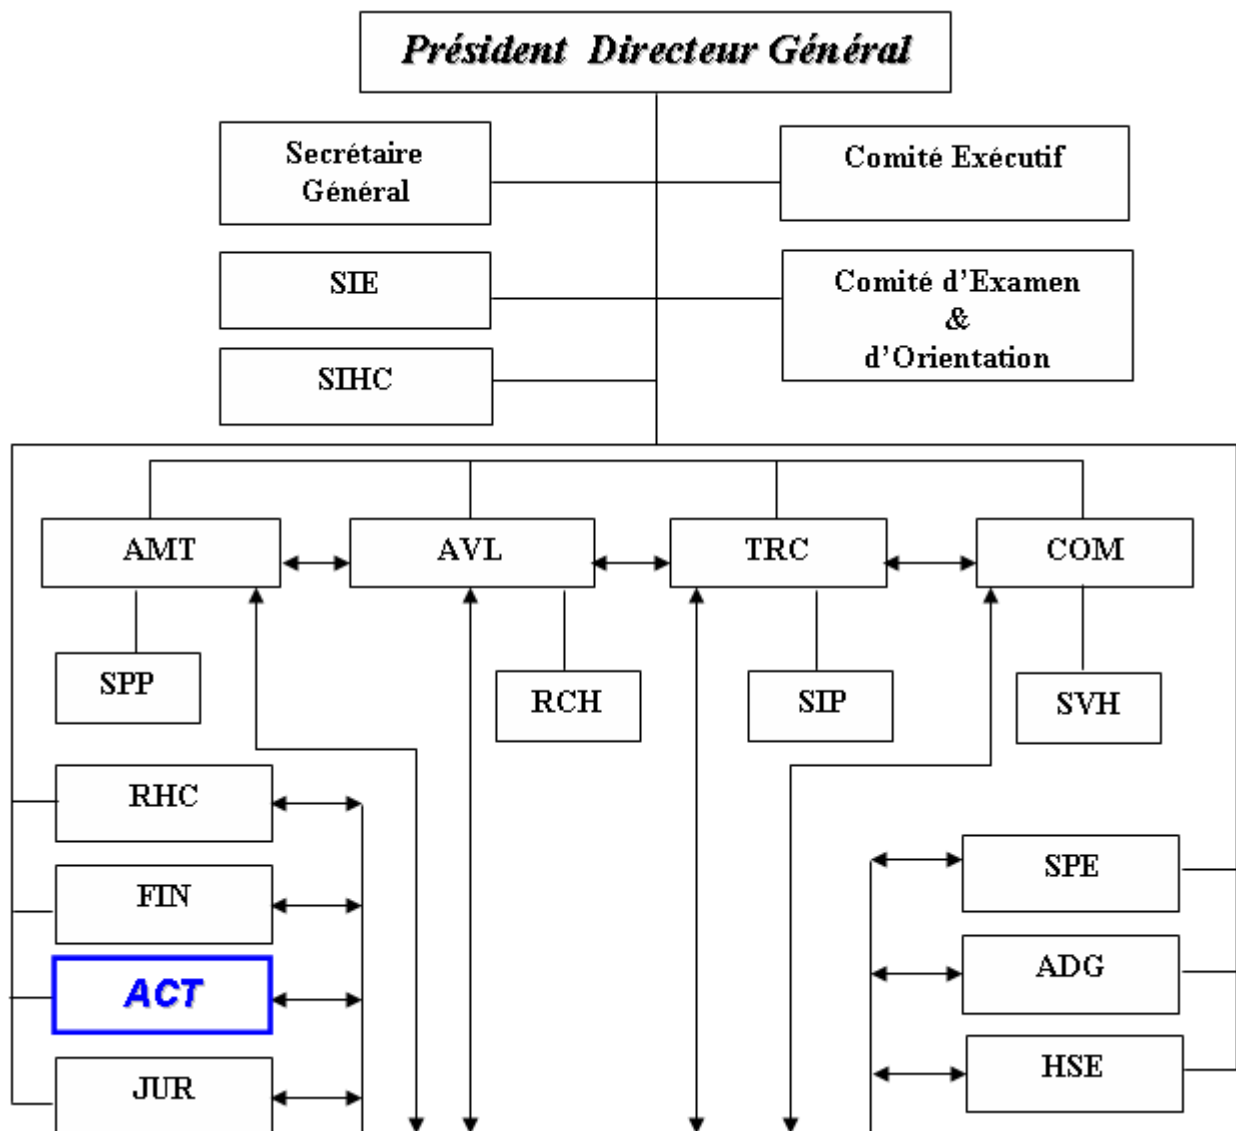 Président Directeur Général
Secrétaire
Général
Comité Exécutif
SIE
Comité d'Examen
&
d'Orientation
SIHC
AMT
AVL
TRC
COM
SPP
RCH
SIP
SVH
RHC
FIN
ACT
JUR
SPE
ADG
HSE